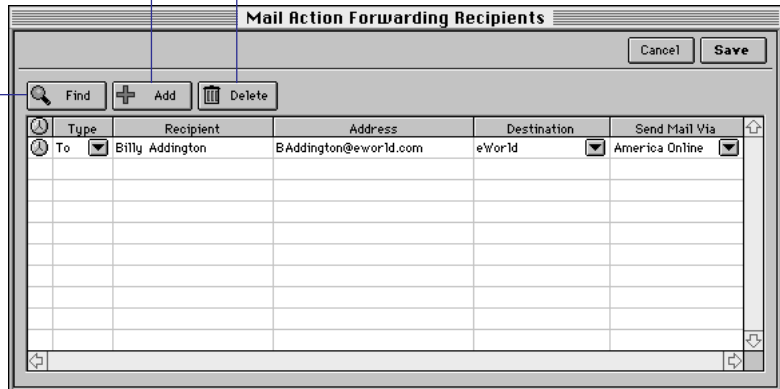 Mail Action Forwarding Recipients
Cancel Save
Find Add Delete
Type Recipient Address Destination Send Mail Via
To Billy Addington BAddington@eworld.com eWorld America Online